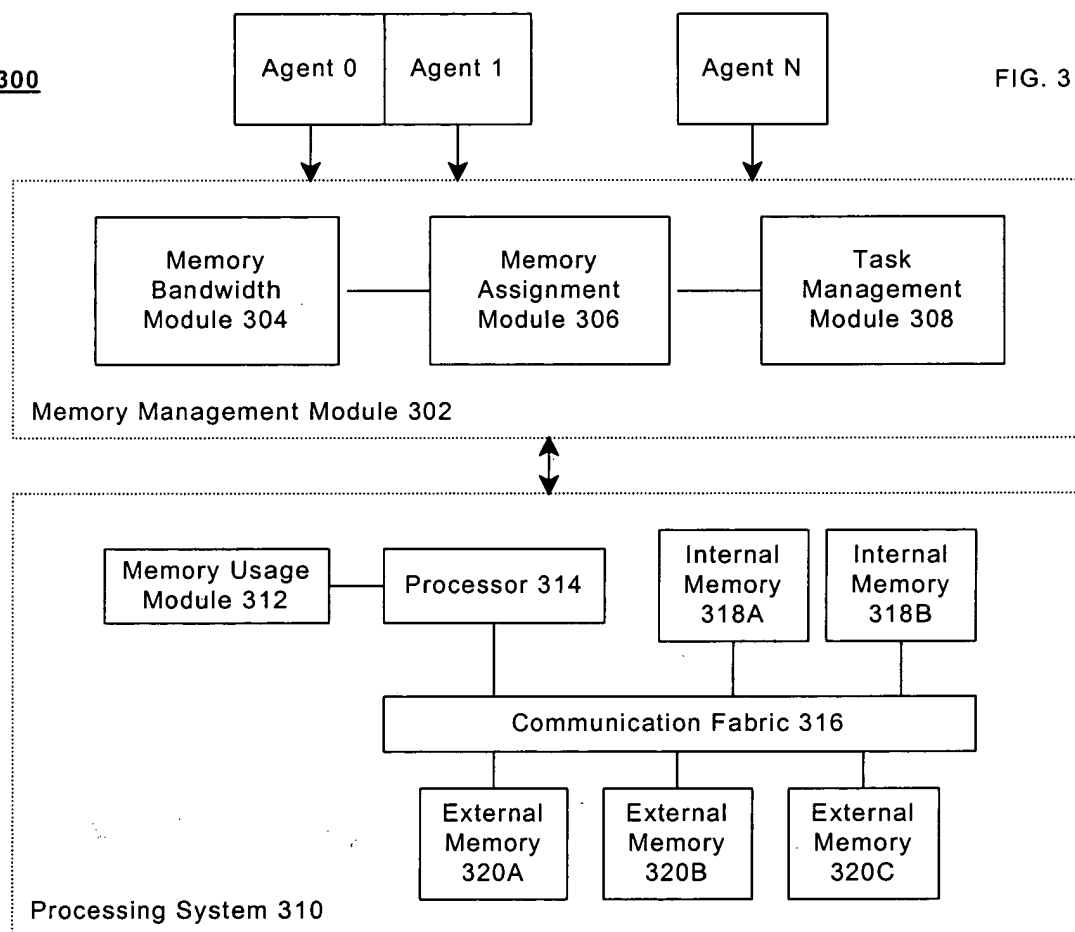 300
Agent 0
Agent 1
Agent N
FIG. 3
Memory
Bandwidth
Module 304
Memory
Assignment
Module 306
Task
Management
Module 308
Memory Management Module 302
Memory Usage
Module 312
Processor 314
Internal
Memory
318A
Internal
Memory
318B
Communication Fabric 316
External
Memory
320A
External
Memory
320B
External
Memory
320C
Processing System 310